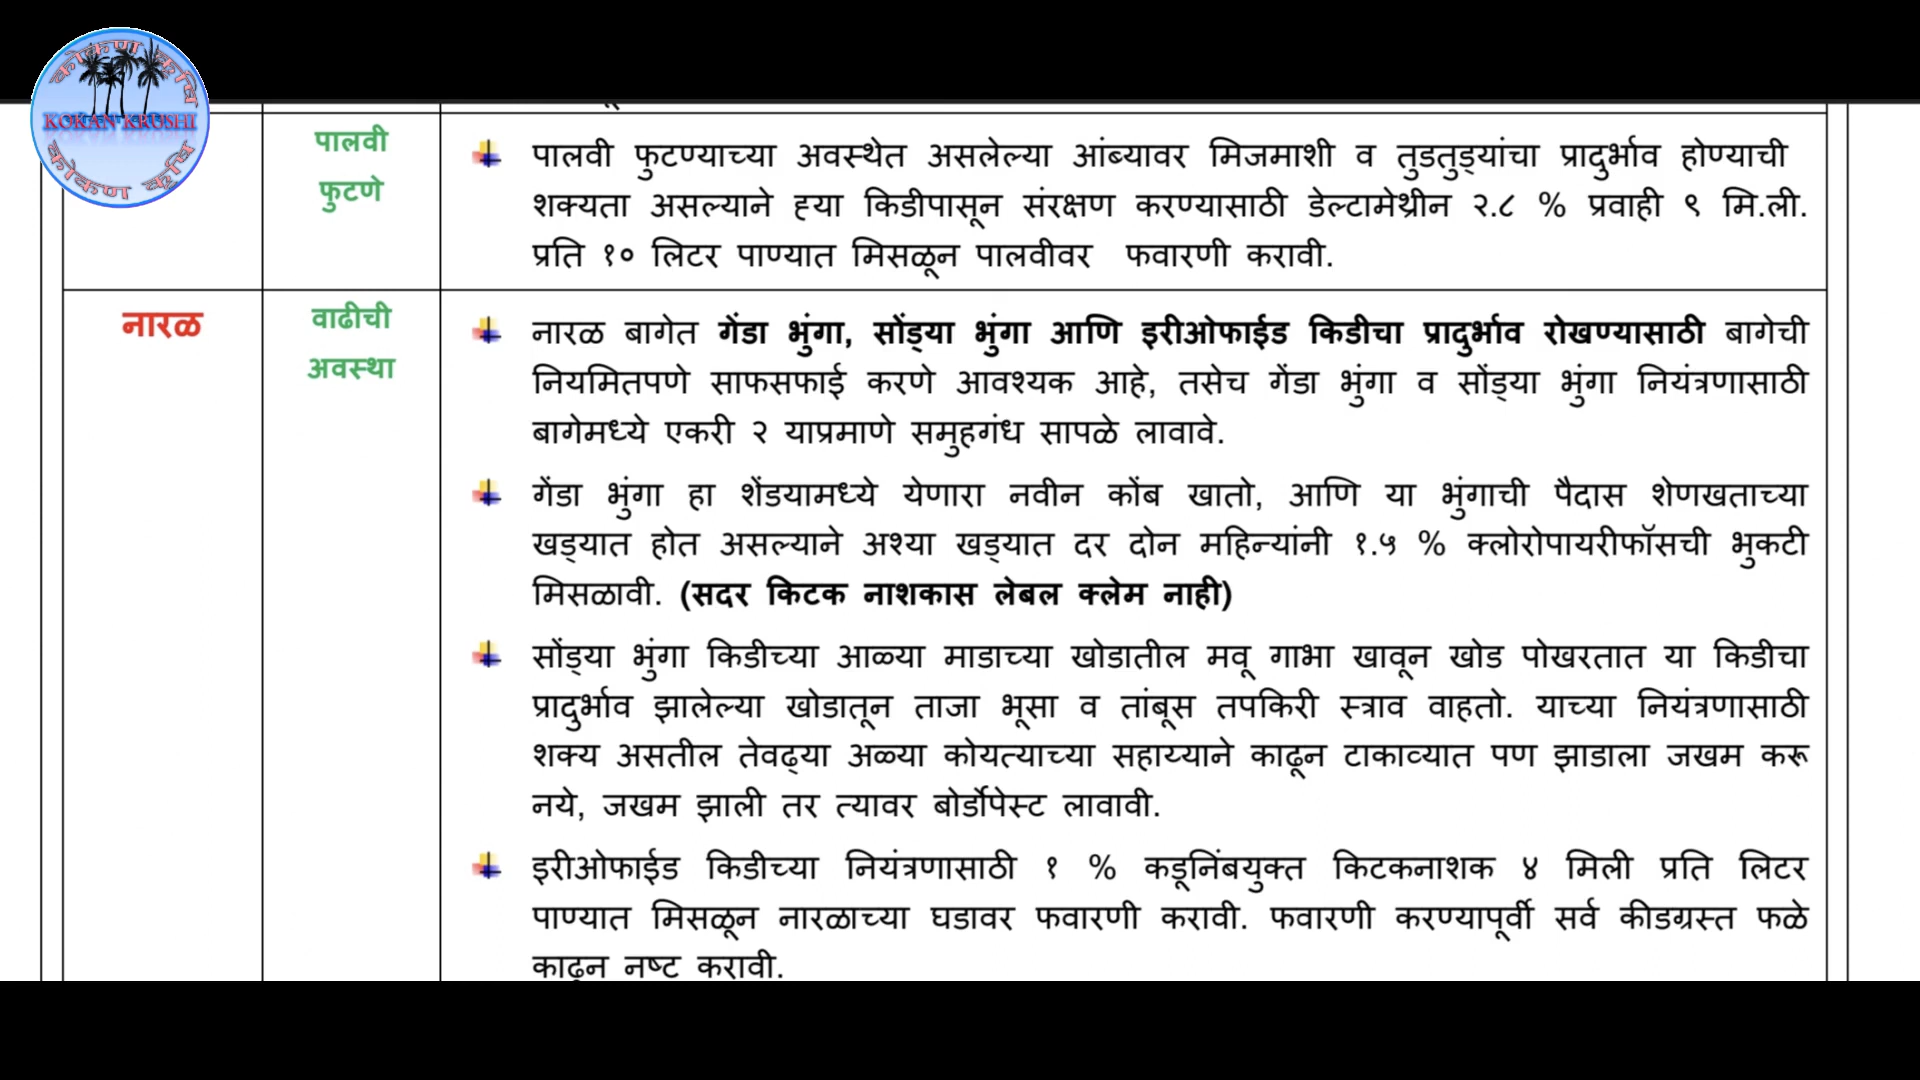 कोकण कृषि
KOKAN KRUSHI
कोकण कृषि
पालवी
फुटणे
पालवी फुटण्याच्या अवस्थेत असलेल्या आंब्यावर मिजमाशी व तुडतुड्यांचा प्रादुर्भाव होण्याची
शक्यता असल्याने ह्या किडीपासून संरक्षण करण्यासाठी डेल्टामेथ्रीन २.८ % प्रवाही ९ मि.ली.
प्रति १० लिटर पाण्यात मिसळून पालवीवर फवारणी करावी.
नारळ
वाढीची
अवस्था
नारळ बागेत गेंडा भुंगा, सोंड्या भुंगा आणि इरीओफाईड किडीचा प्रादुर्भाव रोखण्यासाठी बागेची
नियमितपणे साफसफाई करणे आवश्यक आहे, तसेच गेंडा भुंगा व सोंड्या भुंगा नियंत्रणासाठी
बागेमध्ये एकरी २ याप्रमाणे समुहगंध सापळे लावावे.
गेंडा भुंगा हा शेंडयामध्ये येणारा नवीन कोंब खातो, आणि या भुंगाची पैदास शेणखताच्या
खड्यात होत असल्याने अश्या खड्यात दर दोन महिन्यांनी १.५ % क्लोरोपायरीफॉसची भुकटी
मिसळावी. (सदर किटक नाशकास लेबल क्लेम नाही)
सोंड्या भुंगा किडीच्या आळ्या माडाच्या खोडातील मवू गाभा खावून खोड पोखरतात या किडीचा
प्रादुर्भाव झालेल्या खोडातून ताजा भूसा व तांबूस तपकिरी स्त्राव वाहतो. याच्या नियंत्रणासाठी
शक्य असतील तेवढ्या अळ्या कोयत्याच्या सहाय्याने काढून टाकाव्यात पण झाडाला जखम करू
नये, जखम झाली तर त्यावर बोर्डोपेस्ट लावावी.
इरीओफाईड किडीच्या नियंत्रणासाठी १ % कडूनिंबयुक्त किटकनाशक ४ मिली प्रति लिटर
पाण्यात मिसळून नारळाच्या घडावर फवारणी करावी. फवारणी करण्यापूर्वी सर्व कीडग्रस्त फळे
काढून नष्ट करावी.